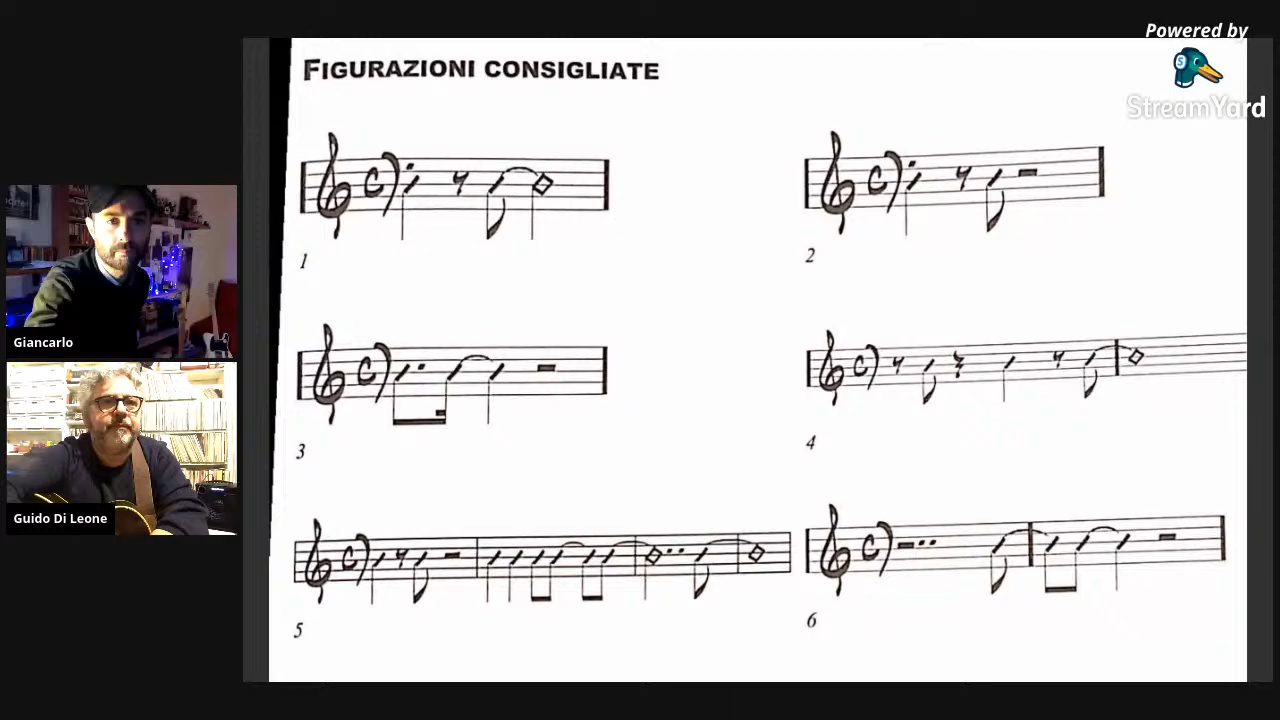 Powered by
StreamYard
FIGURAZIONI CONSIGLIATE
1
2
3
4
5
6
Giancarlo
Guido Di Leone